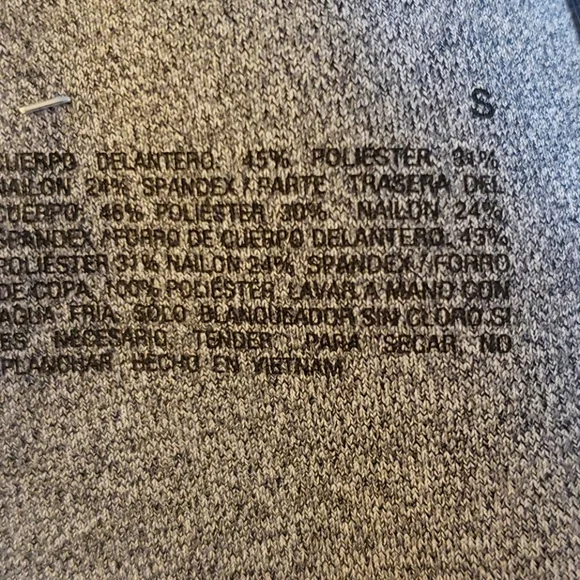 S
CUERPO DELANTERO: 45% POLIESTER 31%
NAILON 24% SPANDEX / PARTE TRASERA DEL
CUERPO: 46% POLIESTER 30% NAILON 24%
SPANDEX / FORRO DE CUERPO DELANTERO: 45%
POLIESTER 31% NAILON 24% SPANDEX / FORRO
DE COPA: 100% POLIESTER LAVAR A MANO CON
AGUA FRIA SOLO BLANQUEADOR SIN CLORO SI
ES NECESARIO TENDER PARA SECAR NO
PLANCHAR HECHO EN VIETNAM